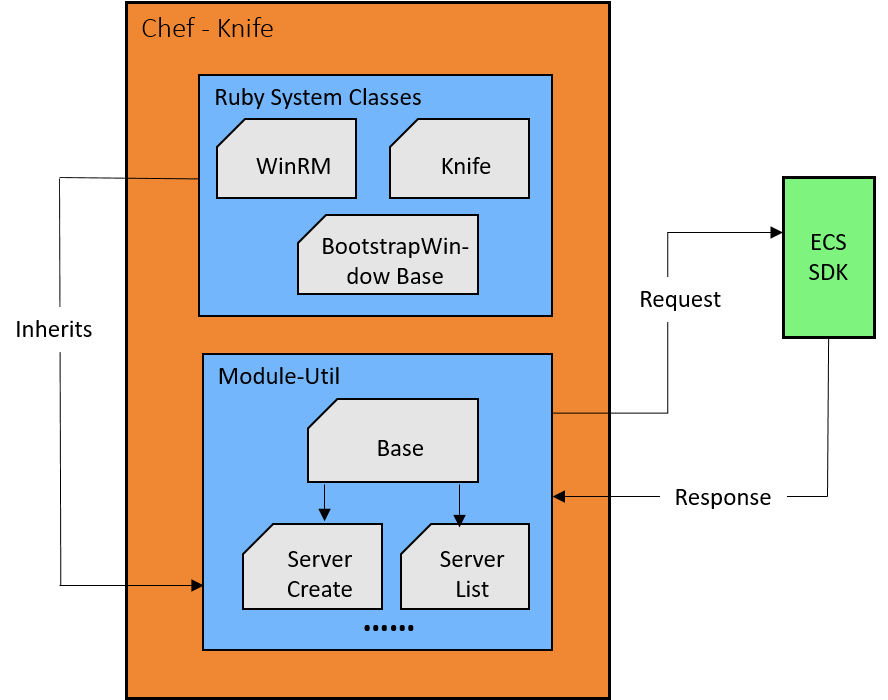 Chef - Knife
Ruby System Classes
WinRM
Knife
BootstrapWin-
dow Base
ECS
SDK
Request
Inherits
Module-Util
Base
Response
Server
Create
Server
List
......